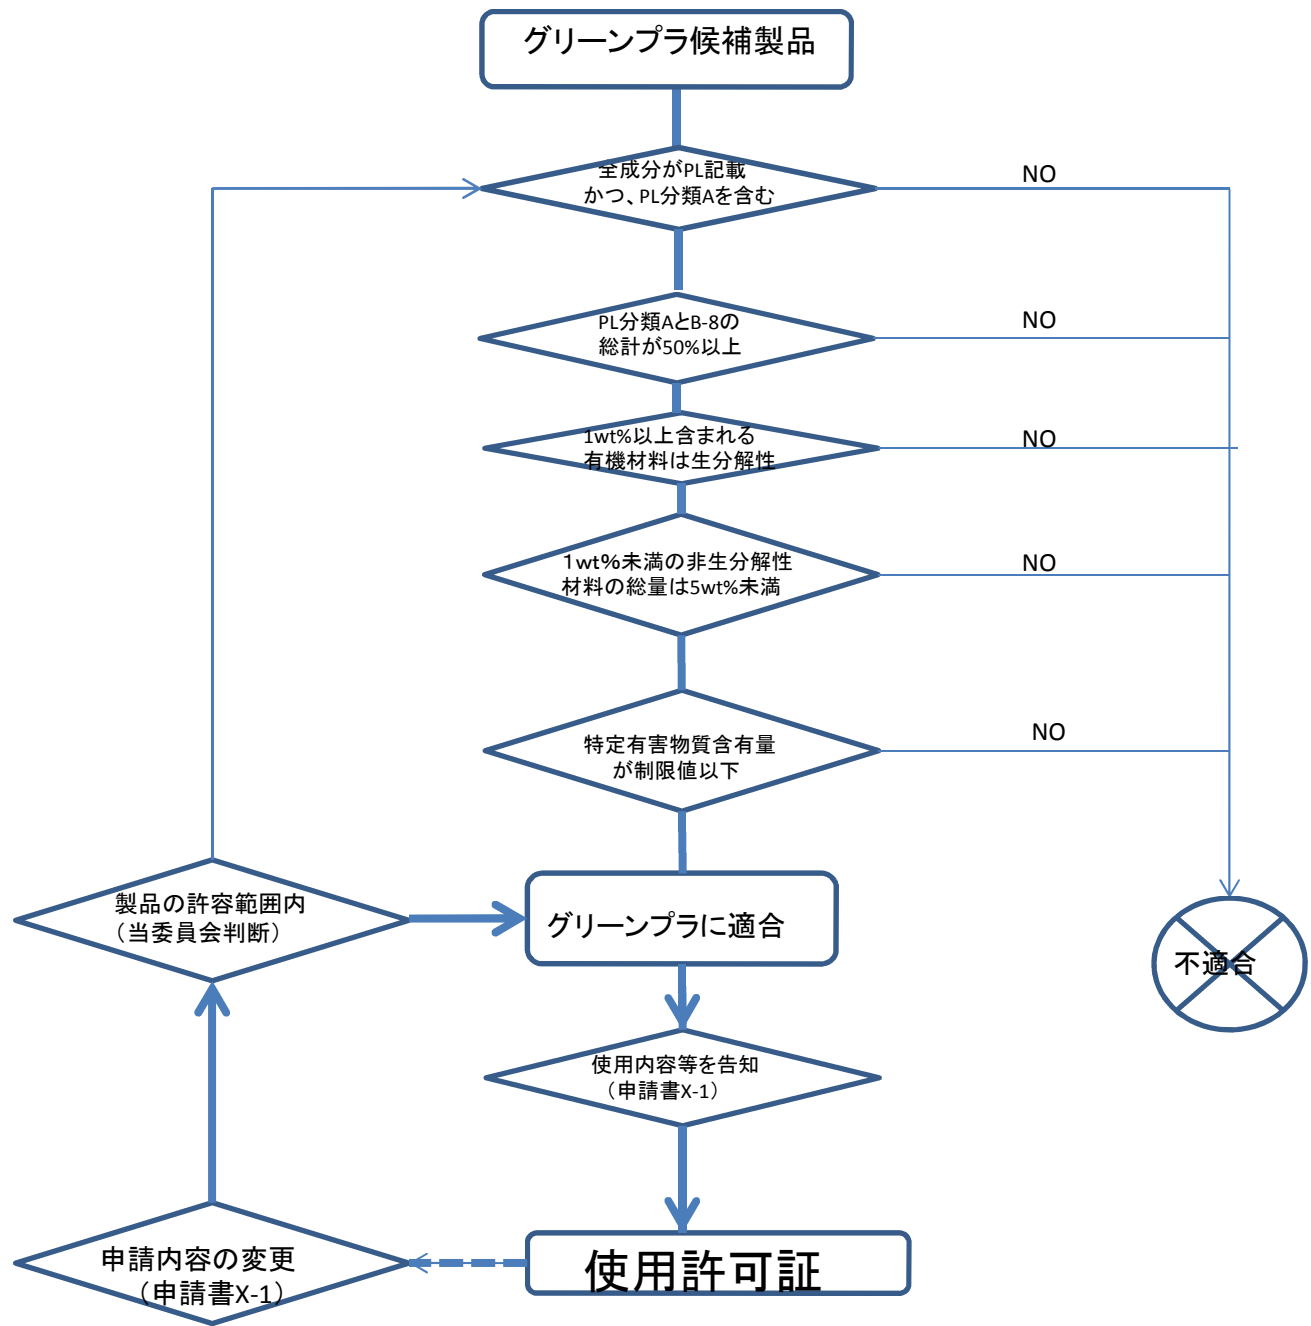 グリーンプラ候補製品
全成分がPL記載
かつ、PL分類Aを含む
NO
PL分類AとB-8の
総計が50%以上
NO
1wt%以上含まれる
有機材料は生分解性
NO
1wt%未満の非生分解性
材料の総量は5wt%未満
NO
特定有害物質含有量
が制限値以下
NO
製品の許容範囲内
（当委員会判断）
グリーンプラに適合
不適合
使用内容等を告知
（申請書X-1）
申請内容の変更
（申請書X-1）
使用許可証